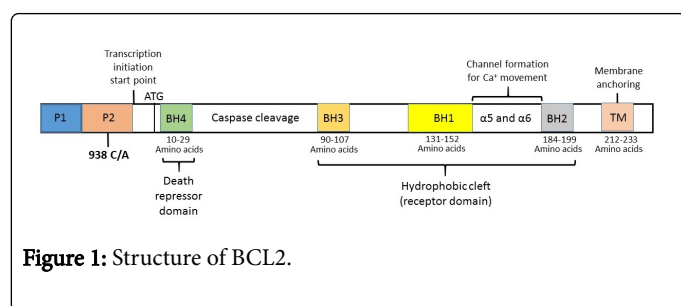 Transcription
initiation
start point
Channel formation
for Ca⁺ movement
Membrane
anchoring
ATG
P1
P2
BH4
Caspase cleavage
BH3
BH1
α5 and α6
BH2
TM
938 C/A
10-29
Amino acids
90-107
Amino acids
131-152
Amino acids
184-199
Amino acids
212-233
Amino acids
Death
repressor
domain
Hydrophobic cleft
(receptor domain)
Figure 1: Structure of BCL2.